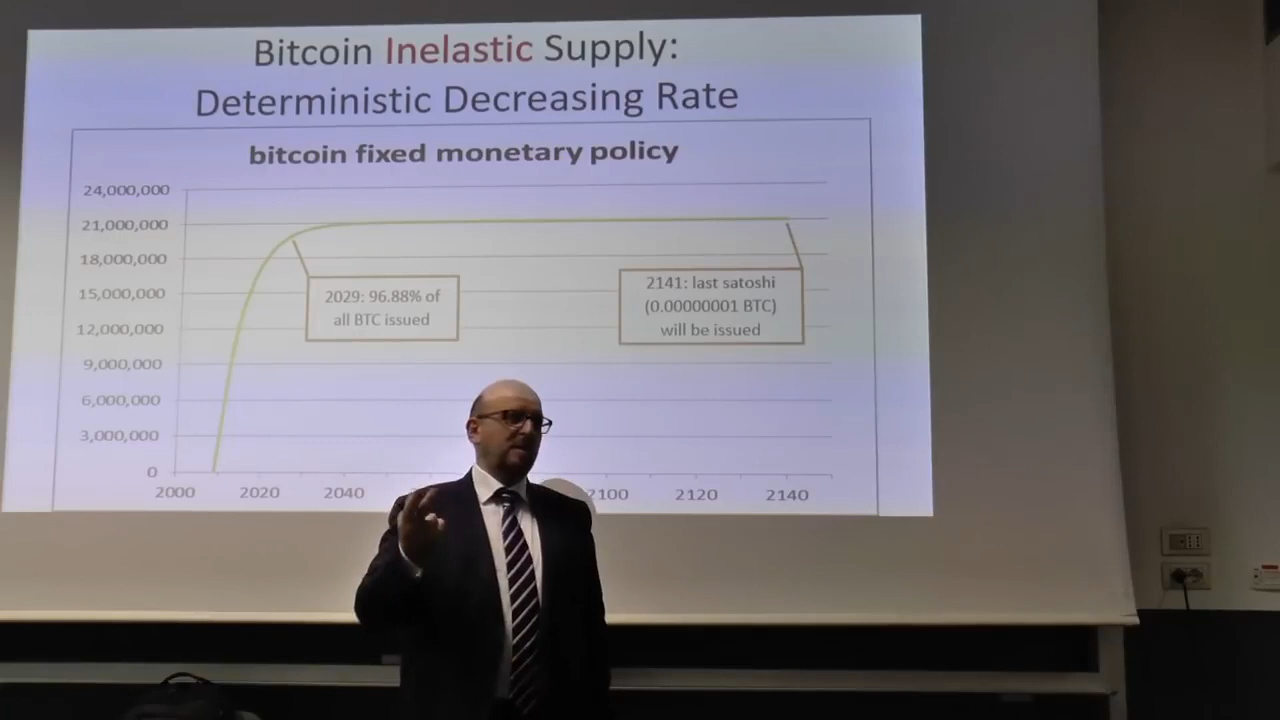 Bitcoin Inelastic Supply:
Deterministic Decreasing Rate
bitcoin fixed monetary policy
24,000,000
21,000,000
18,000,000
15,000,000
12,000,000
9,000,000
6,000,000
3,000,000
0
2029: 96.88% of
all BTC issued
2141: last satoshi
(0.00000001 BTC)
will be issued
2000 2020 2040 2100 2120 2140